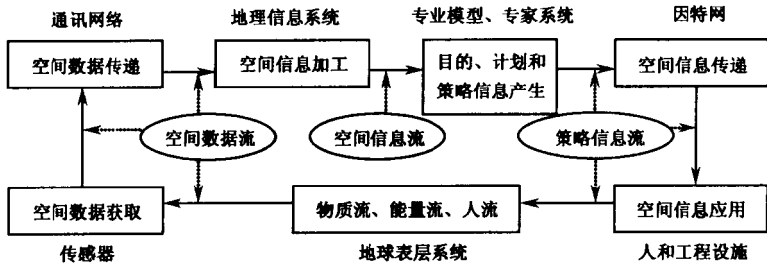 通讯网络
地理信息系统
专业模型、专家系统
因特网
空间数据传递
空间信息加工
目的、计划和
策略信息产生
空间信息传递
空间数据流
空间信息流
策略信息流
空间数据获取
物质流、能量流、人流
空间信息应用
传感器
地球表层系统
人和工程设施